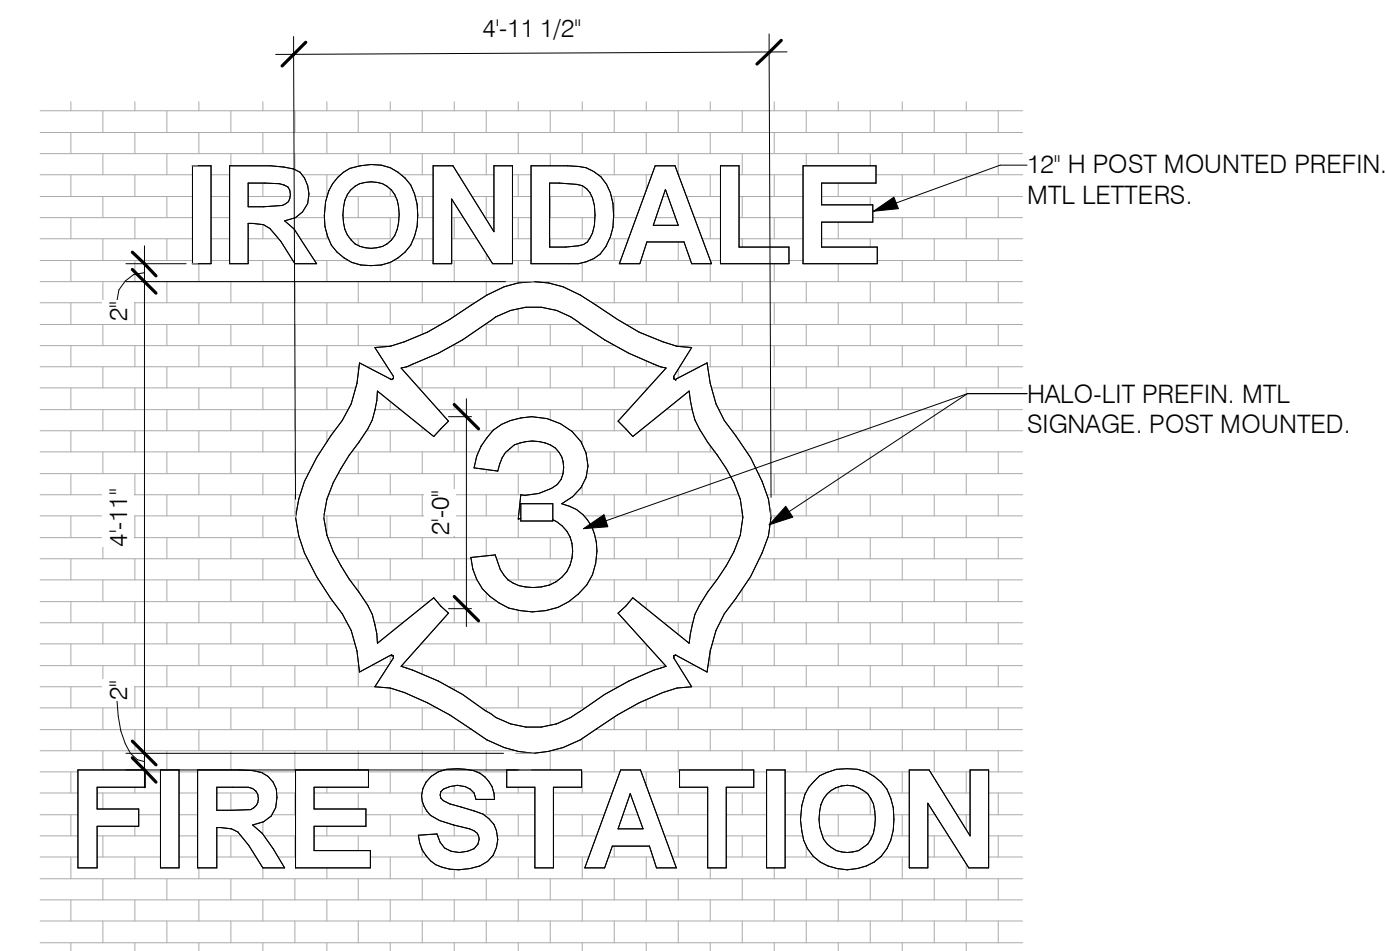 4'-11 1/2"
IRONDALE
12" H POST MOUNTED PREFIN.
MTL LETTERS.
2"
HALO-LIT PREFIN. MTL
SIGNAGE. POST MOUNTED.
3
4'-11"
2'-0"
2"
FIRE STATION